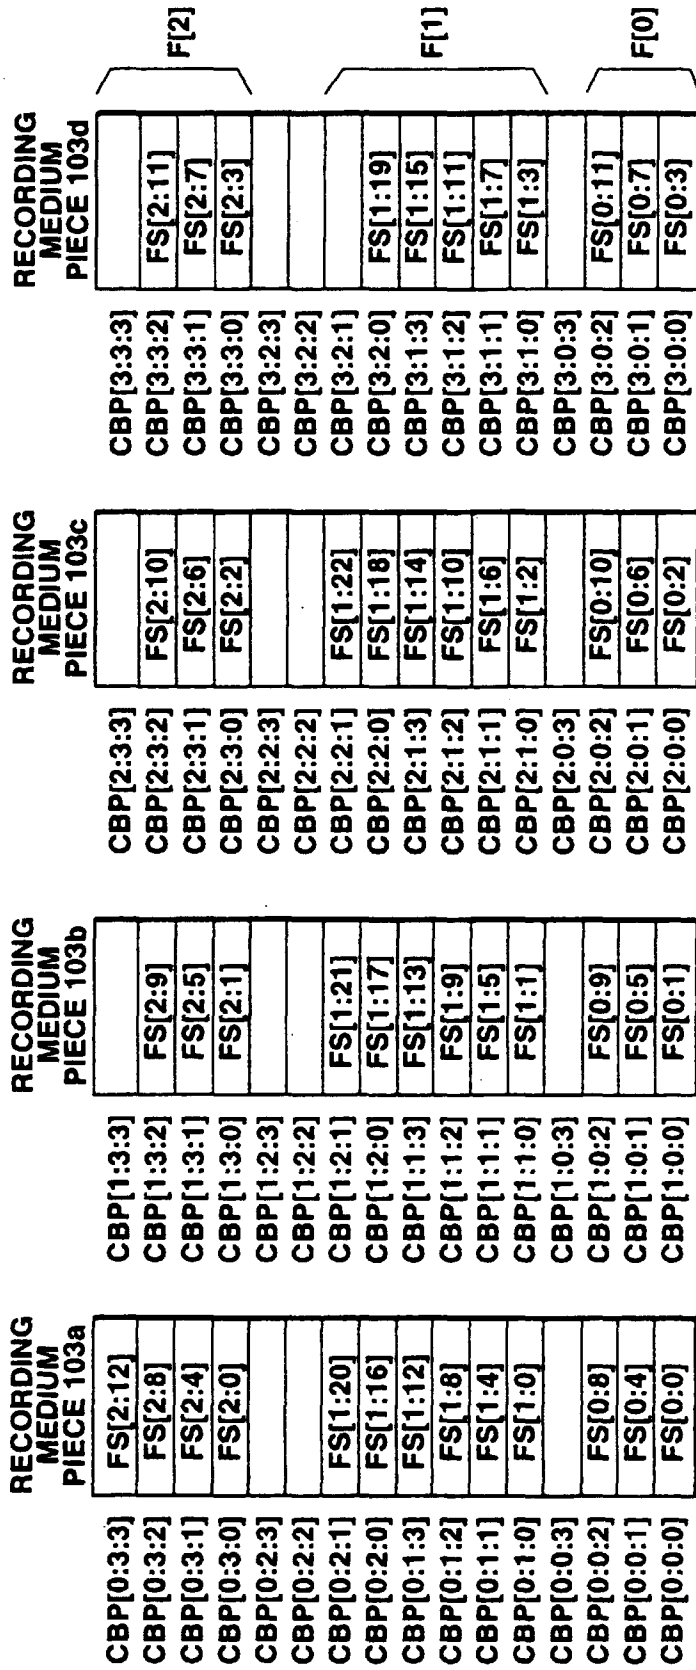 RECORDING
MEDIUM
PIECE 103a
CBP[0:3:3] FS[2:12]
CBP[0:3:2] FS[2:8]
CBP[0:3:1] FS[2:4]
CBP[0:3:0] FS[2:0]
CBP[0:2:3]
CBP[0:2:2]
CBP[0:2:1] FS[1:20]
CBP[0:2:0] FS[1:16]
CBP[0:1:3] FS[1:12]
CBP[0:1:2] FS[1:8]
CBP[0:1:1] FS[1:4]
CBP[0:1:0] FS[1:0]
CBP[0:0:3]
CBP[0:0:2] FS[0:8]
CBP[0:0:1] FS[0:4]
CBP[0:0:0] FS[0:0]
RECORDING
MEDIUM
PIECE 103b
CBP[1:3:3]
CBP[1:3:2] FS[2:9]
CBP[1:3:1] FS[2:5]
CBP[1:3:0] FS[2:1]
CBP[1:2:3]
CBP[1:2:2]
CBP[1:2:1] FS[1:21]
CBP[1:2:0] FS[1:17]
CBP[1:1:3] FS[1:13]
CBP[1:1:2] FS[1:9]
CBP[1:1:1] FS[1:5]
CBP[1:1:0] FS[1:1]
CBP[1:0:3]
CBP[1:0:2] FS[0:9]
CBP[1:0:1] FS[0:5]
CBP[1:0:0] FS[0:1]
RECORDING
MEDIUM
PIECE 103c
CBP[2:3:3]
CBP[2:3:2] FS[2:10]
CBP[2:3:1] FS[2:6]
CBP[2:3:0] FS[2:2]
CBP[2:2:3]
CBP[2:2:2]
CBP[2:2:1] FS[1:22]
CBP[2:2:0] FS[1:18]
CBP[2:1:3] FS[1:14]
CBP[2:1:2] FS[1:10]
CBP[2:1:1] FS[1:6]
CBP[2:1:0] FS[1:2]
CBP[2:0:3]
CBP[2:0:2] FS[0:10]
CBP[2:0:1] FS[0:6]
CBP[2:0:0] FS[0:2]
RECORDING
MEDIUM
PIECE 103d
CBP[3:3:3]
CBP[3:3:2] FS[2:11]
CBP[3:3:1] FS[2:7]
CBP[3:3:0] FS[2:3]
CBP[3:2:3]
CBP[3:2:2]
CBP[3:2:1]
CBP[3:2:0] FS[1:19]
CBP[3:1:3] FS[1:15]
CBP[3:1:2] FS[1:11]
CBP[3:1:1] FS[1:7]
CBP[3:1:0] FS[1:3]
CBP[3:0:3]
CBP[3:0:2] FS[0:11]
CBP[3:0:1] FS[0:7]
CBP[3:0:0] FS[0:3]
F[2]
F[1]
F[0]